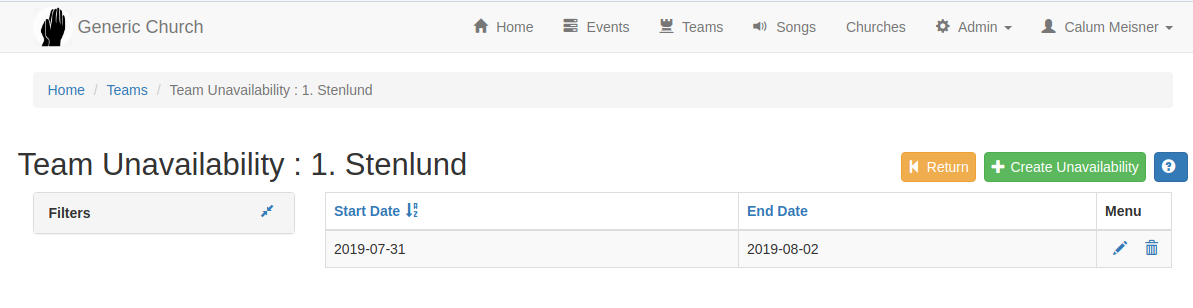 Generic Church
Home Events Teams Songs Churches Admin Calum Meisner
Home / Teams / Team Unavailability : 1. Stenlund
Team Unavailability : 1. Stenlund
Return Create Unavailability
Filters
Start Date End Date Menu
2019-07-31 2019-08-02